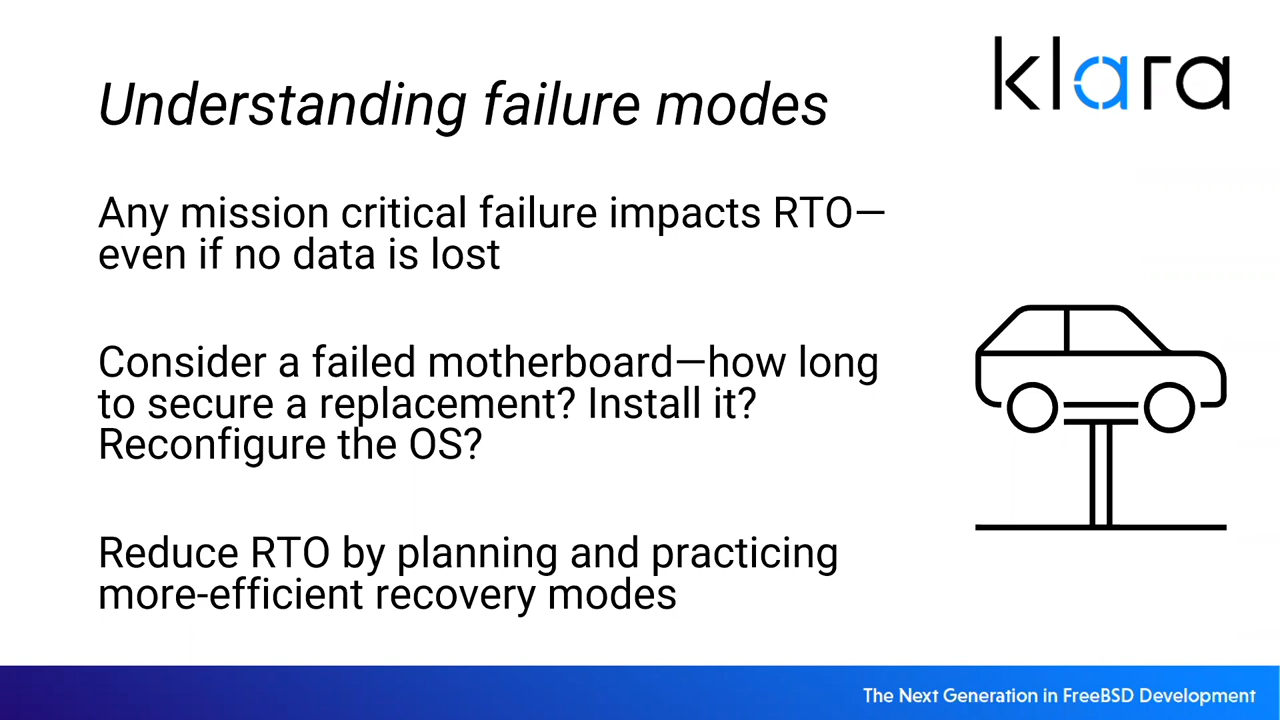 klara
Understanding failure modes
Any mission critical failure impacts RTO—
even if no data is lost
Consider a failed motherboard—how long
to secure a replacement? Install it?
Reconfigure the OS?
Reduce RTO by planning and practicing
more-efficient recovery modes
The Next Generation in FreeBSD Development